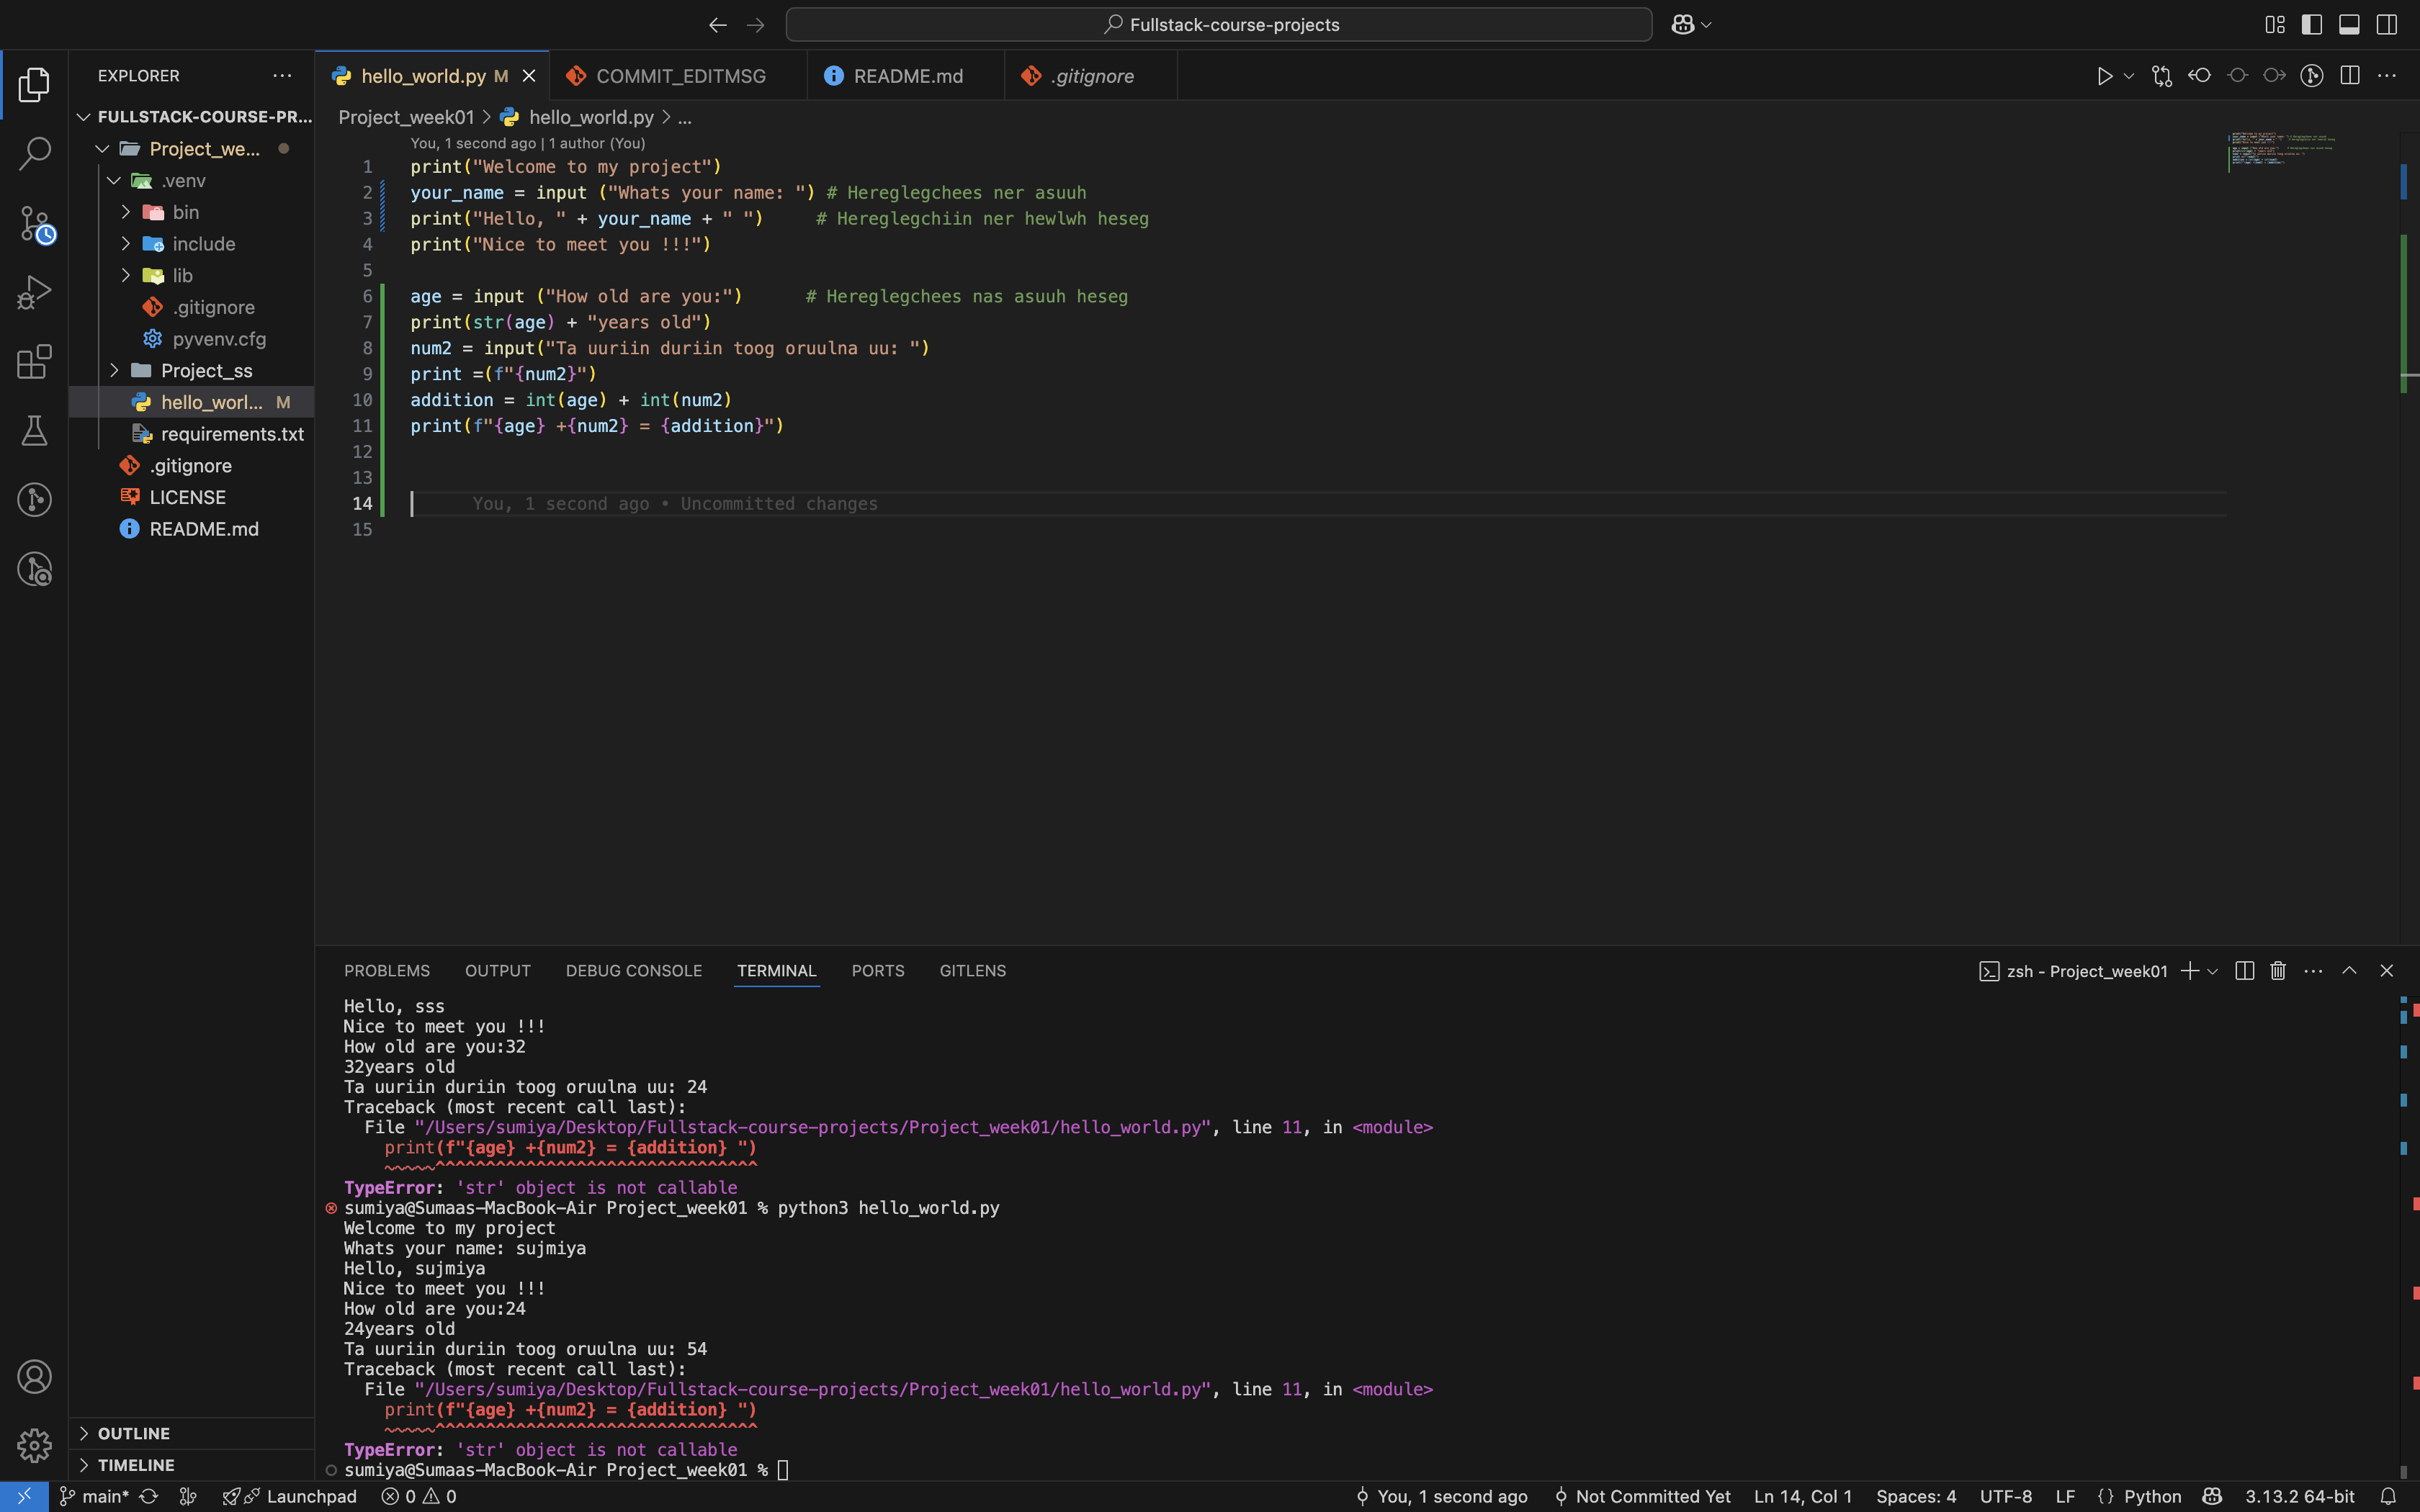 Fullstack-course-projects
EXPLORER
hello_world.py M
COMMIT_EDITMSG
README.md
.gitignore
FULLSTACK-COURSE-PR...
Project_we...
.venv
bin
include
lib
.gitignore
pyvenv.cfg
Project_ss
hello_worl... M
requirements.txt
.gitignore
LICENSE
README.md
OUTLINE
TIMELINE
Project_week01 > hello_world.py > ...
You, 1 second ago | 1 author (You)
1 print("Welcome to my project")
2 your_name = input ("Whats your name: ") # Hereglegchees ner asuuh
3 print("Hello, " + your_name + " ")     # Hereglegchiin ner hewlwh heseg
4 print("Nice to meet you !!!")
5
6 age = input ("How old are you:")      # Hereglegchees nas asuuh heseg
7 print(str(age) + "years old")
8 num2 = input("Ta uuriin duriin toog oruulna uu: ")
9 print =(f"{num2}")
10 addition = int(age) + int(num2)
11 print(f"{age} +{num2} = {addition}")
12
13
14 You, 1 second ago • Uncommitted changes
15
PROBLEMS OUTPUT DEBUG CONSOLE TERMINAL PORTS GITLENS
zsh - Project_week01
Hello, sss
Nice to meet you !!!
How old are you:32
32years old
Ta uuriin duriin toog oruulna uu: 24
Traceback (most recent call last):
  File "/Users/sumiya/Desktop/Fullstack-course-projects/Project_week01/hello_world.py", line 11, in <module>
    print(f"{age} +{num2} = {addition} ")
    ~~~~~^^^^^^^^^^^^^^^^^^^^^^^^^^^^^^^
TypeError: 'str' object is not callable
sumiya@Sumaas-MacBook-Air Project_week01 % python3 hello_world.py
Welcome to my project
Whats your name: sujmiya
Hello, sujmiya
Nice to meet you !!!
How old are you:24
24years old
Ta uuriin duriin toog oruulna uu: 54
Traceback (most recent call last):
  File "/Users/sumiya/Desktop/Fullstack-course-projects/Project_week01/hello_world.py", line 11, in <module>
    print(f"{age} +{num2} = {addition} ")
    ~~~~~^^^^^^^^^^^^^^^^^^^^^^^^^^^^^^^
TypeError: 'str' object is not callable
sumiya@Sumaas-MacBook-Air Project_week01 %
main* Launchpad 0 0 You, 1 second ago Not Committed Yet Ln 14, Col 1 Spaces: 4 UTF-8 LF {} Python 3.13.2 64-bit